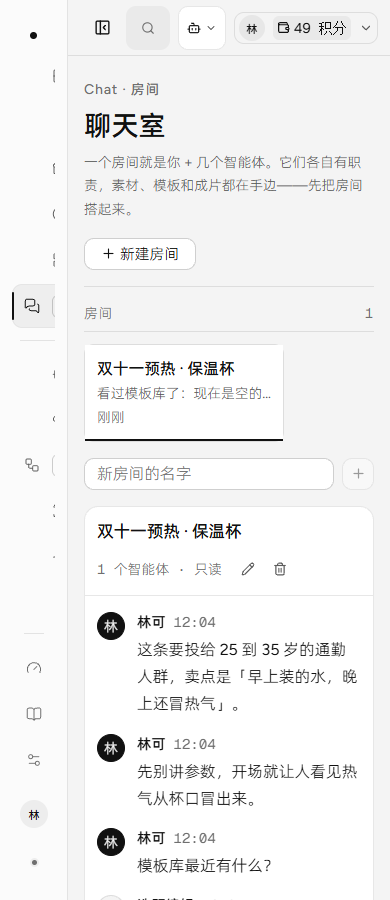 林
49 积分
Chat · 房间
聊天室
一个房间就是你 + 几个智能体。它们各自有职
责，素材、模板和成片都在手边——先把房间
搭起来。
+ 新建房间
房间
1
双十一预热 · 保温杯
看过模板库了：现在是空的…
刚刚
新房间的名字
双十一预热 · 保温杯
1 个智能体 · 只读
林
林可 12:04
这条要投给 25 到 35 岁的通勤
人群，卖点是「早上装的水，晚
上还冒热气」。
林
林可 12:04
先别讲参数，开场就让人看见热
气从杯口冒出来。
林
林可 12:04
模板库最近有什么？
林